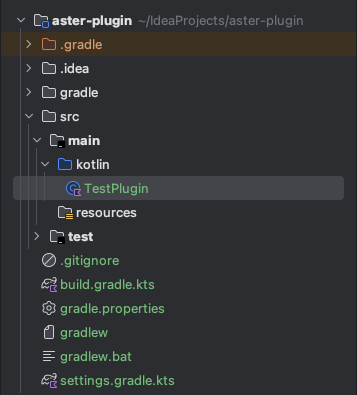 aster-plugin ~/IdeaProjects/aster-plugin
.gradle
.idea
gradle
src
main
kotlin
TestPlugin
resources
test
.gitignore
build.gradle.kts
gradle.properties
gradlew
gradlew.bat
settings.gradle.kts